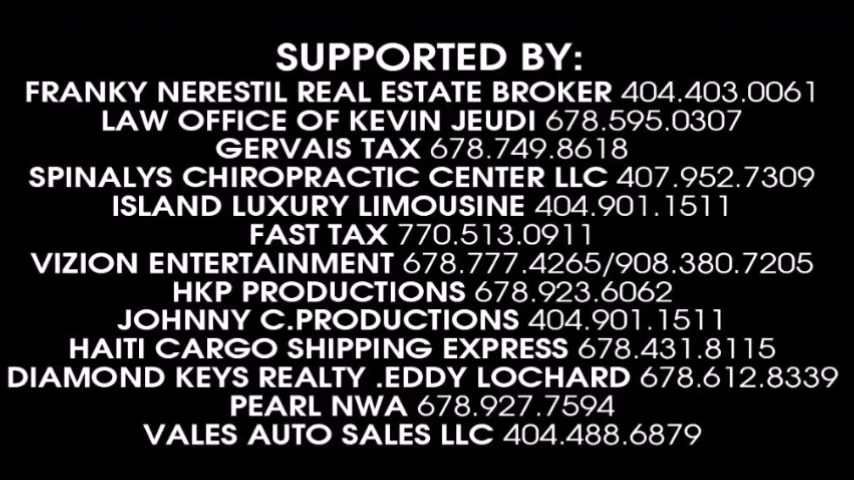 SUPPORTED BY:
FRANKY NERESTIL REAL ESTATE BROKER 404.403.0061
LAW OFFICE OF KEVIN JEUDI 678.595.0307
GERVAIS TAX 678.749.8618
SPINALYS CHIROPRACTIC CENTER LLC 407.952.7309
ISLAND LUXURY LIMOUSINE 404.901.1511
FAST TAX 770.513.0911
VIZION ENTERTAINMENT 678.777.4265/908.380.7205
HKP PRODUCTIONS 678.923.6062
JOHNNY C.PRODUCTIONS 404.901.1511
HAITI CARGO SHIPPING EXPRESS 678.431.8115
DIAMOND KEYS REALTY .EDDY LOCHARD 678.612.8339
PEARL NWA 678.927.7594
VALES AUTO SALES LLC 404.488.6879